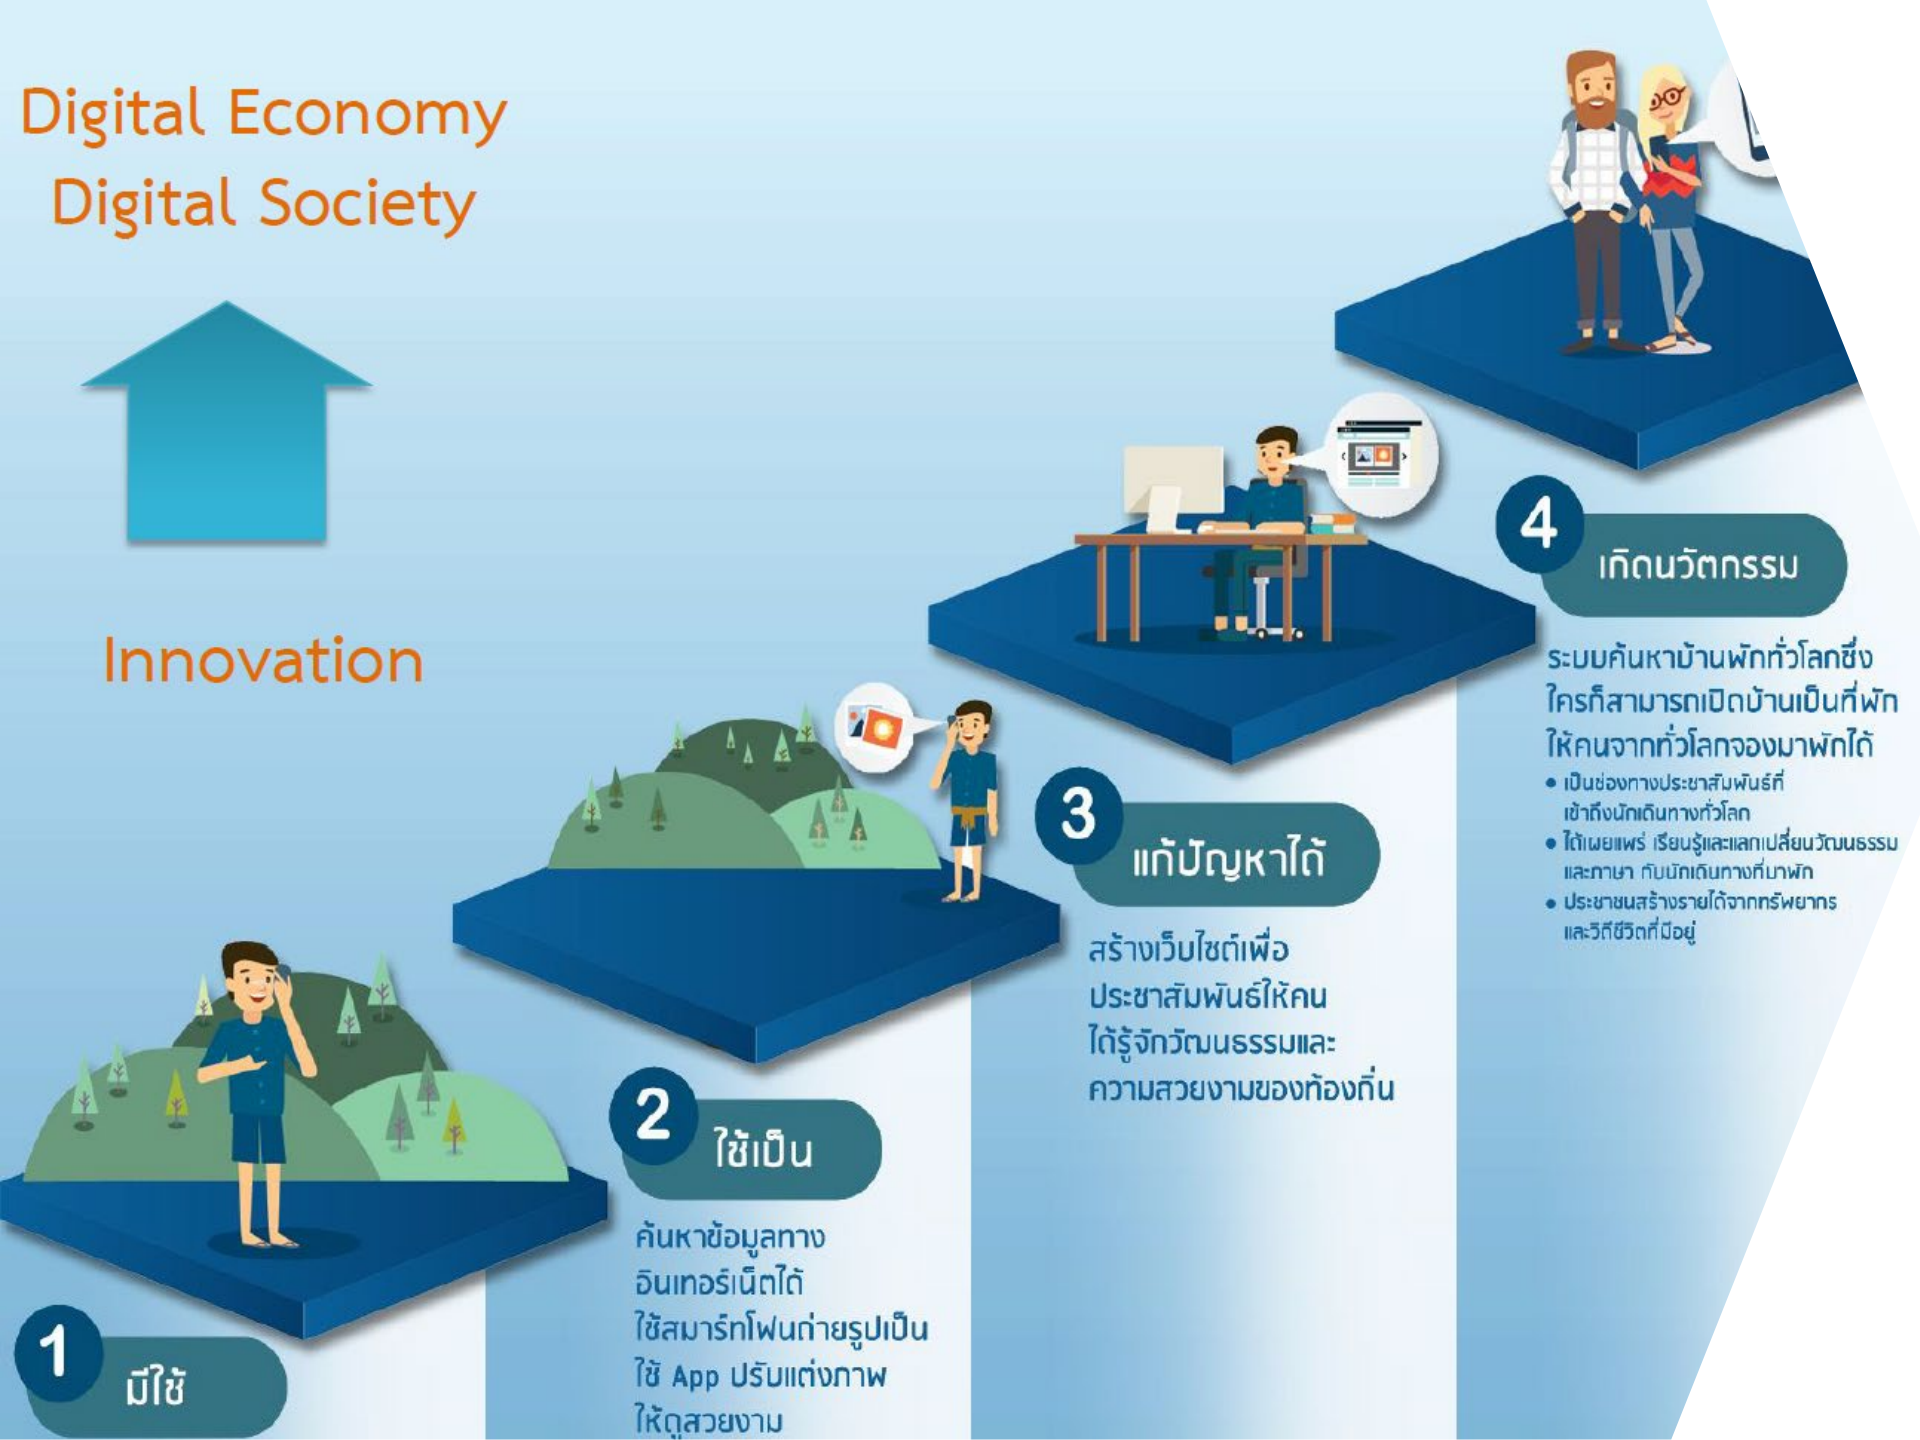 Digital Economy
Digital Society
Innovation
1
มีใช้
2
ใช้เป็น
ค้นหาข้อมูลทาง
อินเทอร์เน็ตได้
ใช้สมาร์ทโฟนถ่ายรูปเป็น
ใช้ App ปรับแต่งภาพ
ให้ดูสวยงาม
3
แก้ปัญหาได้
สร้างเว็บไซต์เพื่อ
ประชาสัมพันธ์ให้คน
ได้รู้จักวัฒนธรรมและ
ความสวยงามของท้องถิ่น
4
เกิดนวัตกรรม
ระบบค้นหาบ้านพักทั่วโลกซึ่ง
ใครก็สามารถเปิดบ้านเป็นที่พัก
ให้คนจากทั่วโลกจองมาพักได้
• เป็นช่องทางประชาสัมพันธ์ที่
เข้าถึงนักเดินทางทั่วโลก
• ได้เผยแพร่ เรียนรู้และแลกเปลี่ยนวัฒนธรรม
และภาษา กับนักเดินทางที่มาพัก
• ประชาชนสร้างรายได้จากทรัพยากร
และวิถีชีวิตที่มีอยู่